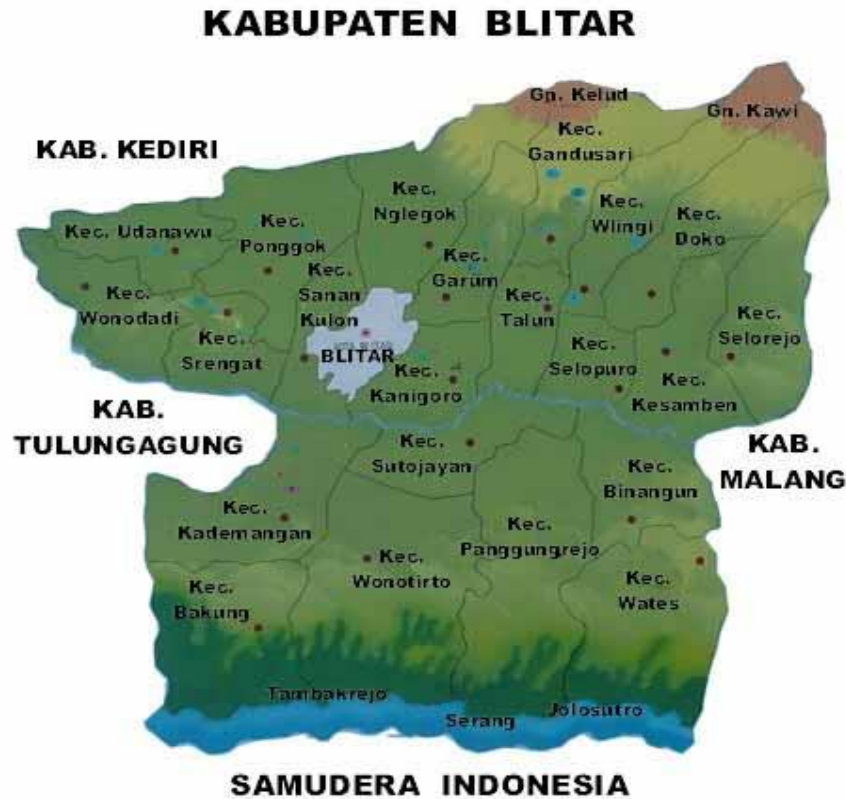 KABUPATEN BLITAR
Gn. Kelud
Gn. Kawi
Kec.
Gandusari
KAB. KEDIRI
Kec.
Nglegok
Kec.
Wlingi
Kec.
Doko
Kec. Udanawu
Kec.
Ponggok
Kec.
Sanan
Kulon
Kec.
Garum
Kec.
Talun
Kec.
Wonodadi
Kec.
Srengat
BLITAR
Kec.
Kanigoro
Kec.
Selopuro
Kec.
Selorejo
Kec.
Kesamben
KAB.
TULUNGAGUNG
KAB.
MALANG
Kec.
Sutojayan
Kec.
Binangun
Kec.
Kademangan
Kec.
Panggungrejo
Kec.
Wonotirto
Kec.
Wates
Kec.
Bakung
Tambakrejo
Serang
Jolosutro
SAMUDERA INDONESIA